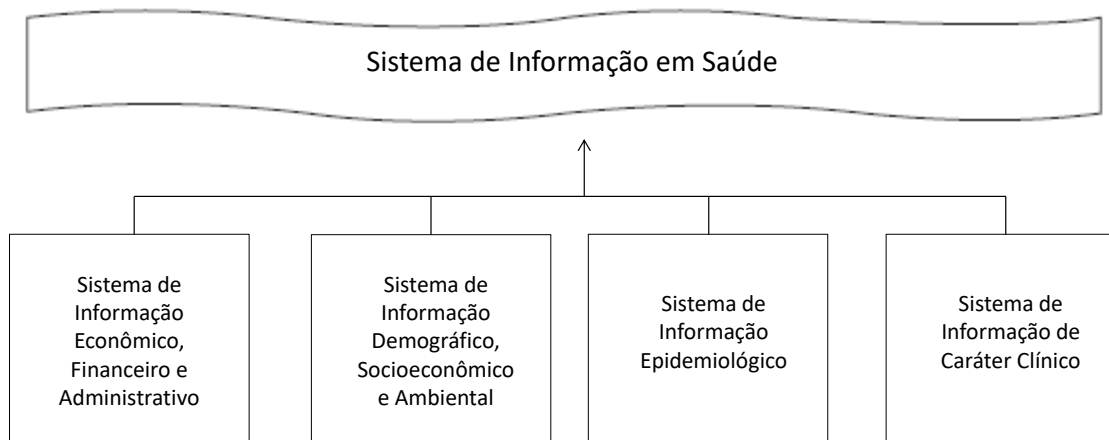 Sistema de Informação em Saúde
Sistema de
Informação
Econômico,
Financeiro e
Administrativo
Sistema de
Informação
Demográfico,
Socioeconômico
e Ambiental
Sistema de
Informação
Epidemiológico
Sistema de
Informação de
Caráter Clínico